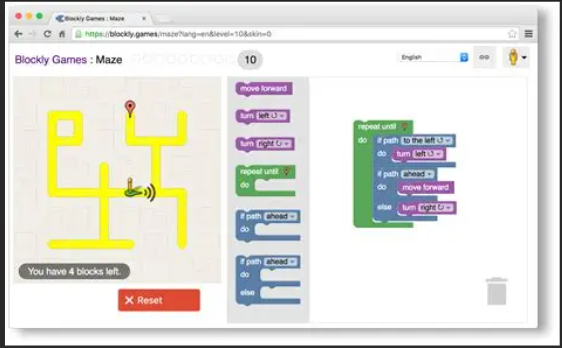 Blockly Games : Maze
https://blockly.games/maze?lang=en&level=10&skin=0
Blockly Games : Maze
10
English
move forward
turn left
turn right
repeat until
do
if path ahead
do
if path ahead
do
else
repeat until
do
if path to the left
do
turn left
if path ahead
do
move forward
else
turn right
You have 4 blocks left.
Reset